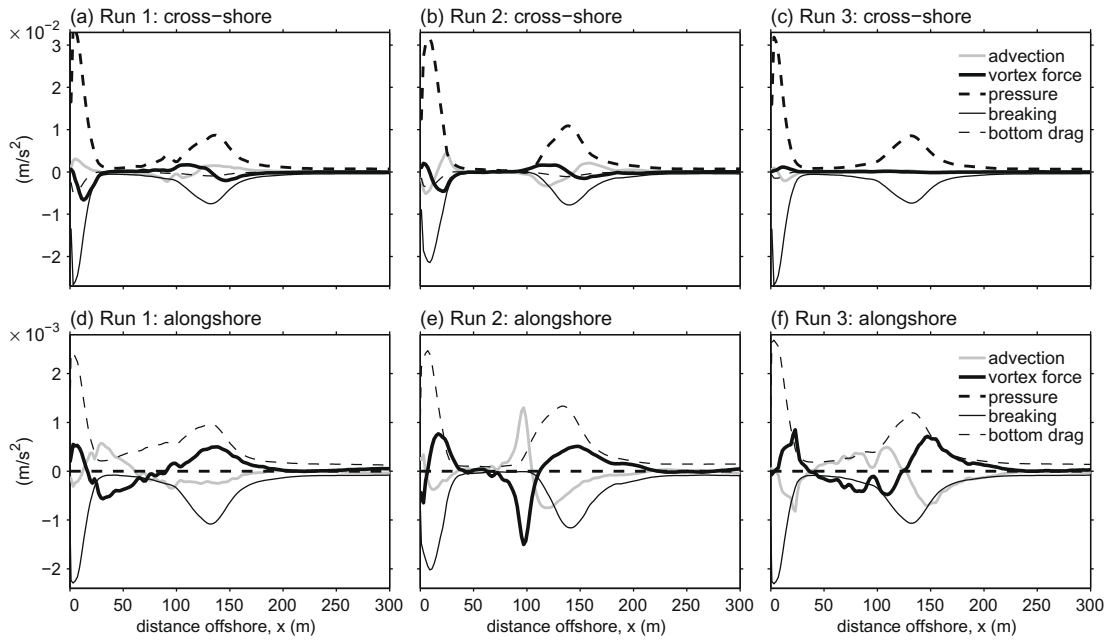 (a) Run 1: cross−shore
(b) Run 2: cross−shore
(c) Run 3: cross−shore
× 10⁻²
3
2
1
0
−1
−2
(m/s²)
advection
vortex force
pressure
breaking
bottom drag
(d) Run 1: alongshore
(e) Run 2: alongshore
(f) Run 3: alongshore
× 10⁻³
2
1
0
−1
−2
(m/s²)
advection
vortex force
pressure
breaking
bottom drag
0 50 100 150 200 250 300
0 50 100 150 200 250 300
0 50 100 150 200 250 300
distance offshore, x (m)
distance offshore, x (m)
distance offshore, x (m)